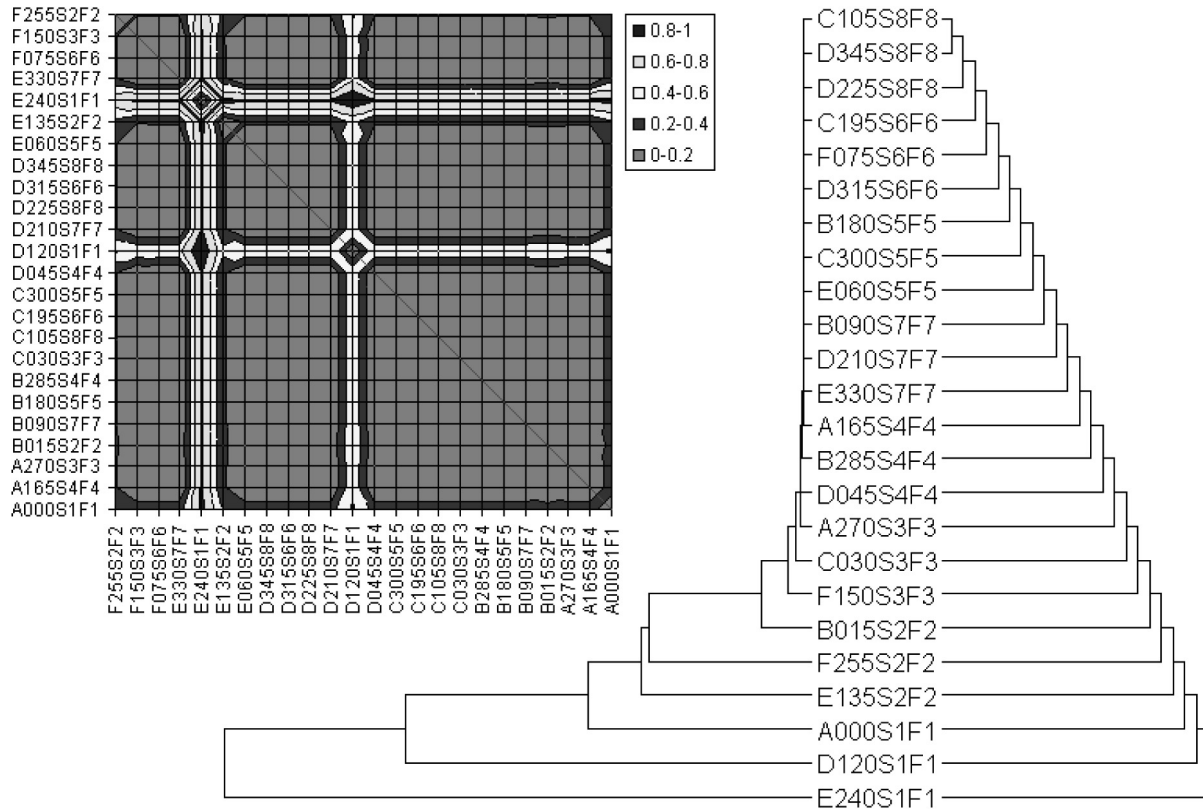 F255S2F2
F150S3F3
F075S6F6
E330S7F7
E240S1F1
E135S2F2
E060S5F5
D345S8F8
D315S6F6
D225S8F8
D210S7F7
D120S1F1
D045S4F4
C300S5F5
C195S6F6
C105S8F8
C030S3F3
B285S4F4
B180S5F5
B090S7F7
B015S2F2
A270S3F3
A165S4F4
A000S1F1
F255S2F2
F150S3F3
F075S6F6
E330S7F7
E240S1F1
E135S2F2
E060S5F5
D345S8F8
D315S6F6
D225S8F8
D210S7F7
D120S1F1
D045S4F4
C300S5F5
C195S6F6
C105S8F8
C030S3F3
B285S4F4
B180S5F5
B090S7F7
B015S2F2
A270S3F3
A165S4F4
A000S1F1
0.8-1
0.6-0.8
0.4-0.6
0.2-0.4
0-0.2
C105S8F8
D345S8F8
D225S8F8
C195S6F6
F075S6F6
D315S6F6
B180S5F5
C300S5F5
E060S5F5
B090S7F7
D210S7F7
E330S7F7
A165S4F4
B285S4F4
D045S4F4
A270S3F3
C030S3F3
F150S3F3
B015S2F2
F255S2F2
E135S2F2
A000S1F1
D120S1F1
E240S1F1